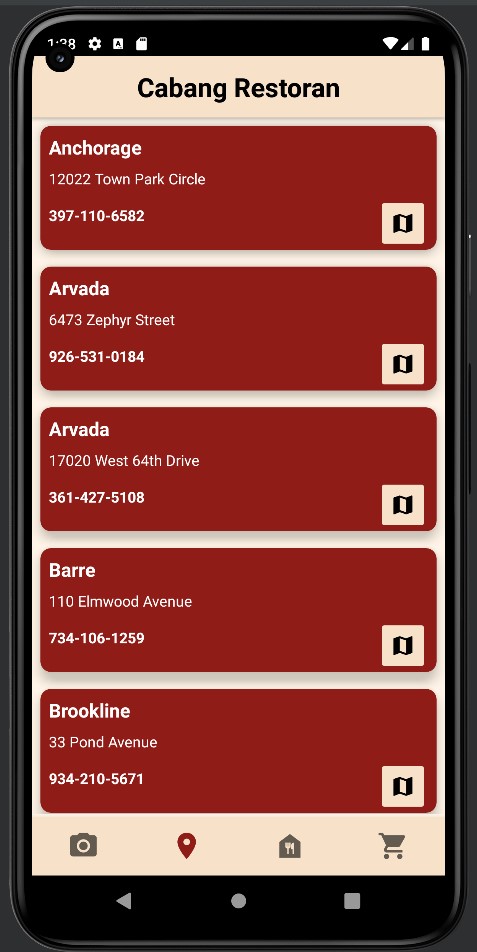 1:38
Cabang Restoran
Anchorage
12022 Town Park Circle
397-110-6582
Arvada
6473 Zephyr Street
926-531-0184
Arvada
17020 West 64th Drive
361-427-5108
Barre
110 Elmwood Avenue
734-106-1259
Brookline
33 Pond Avenue
934-210-5671